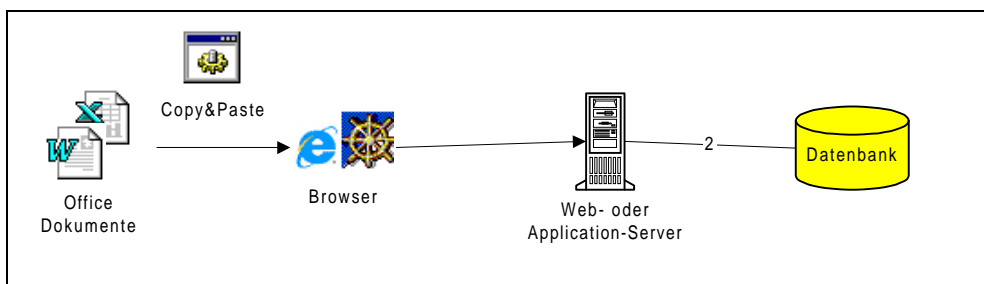 Copy&Paste
X
W
Office
Dokumente
Browser
Web- oder
Application-Server
2
Datenbank